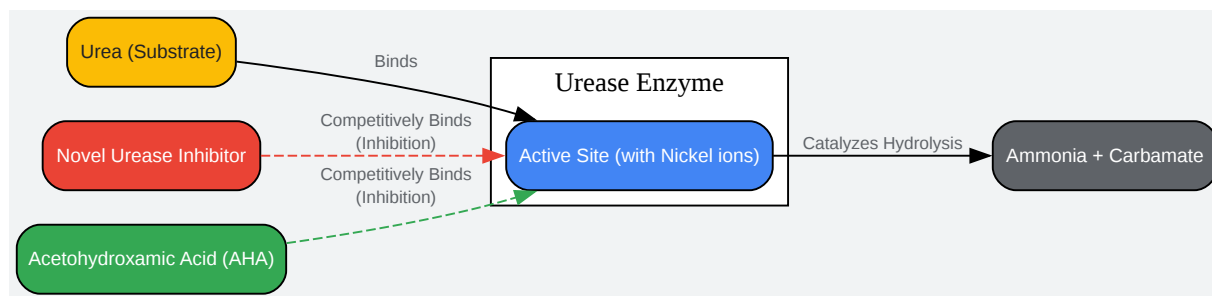 Urea (Substrate)
Binds
Urease Enzyme
Competitively Binds
(Inhibition)
Novel Urease Inhibitor
Active Site (with Nickel ions)
Catalyzes Hydrolysis
Ammonia + Carbamate
Competitively Binds
(Inhibition)
Acetohydroxamic Acid (AHA)